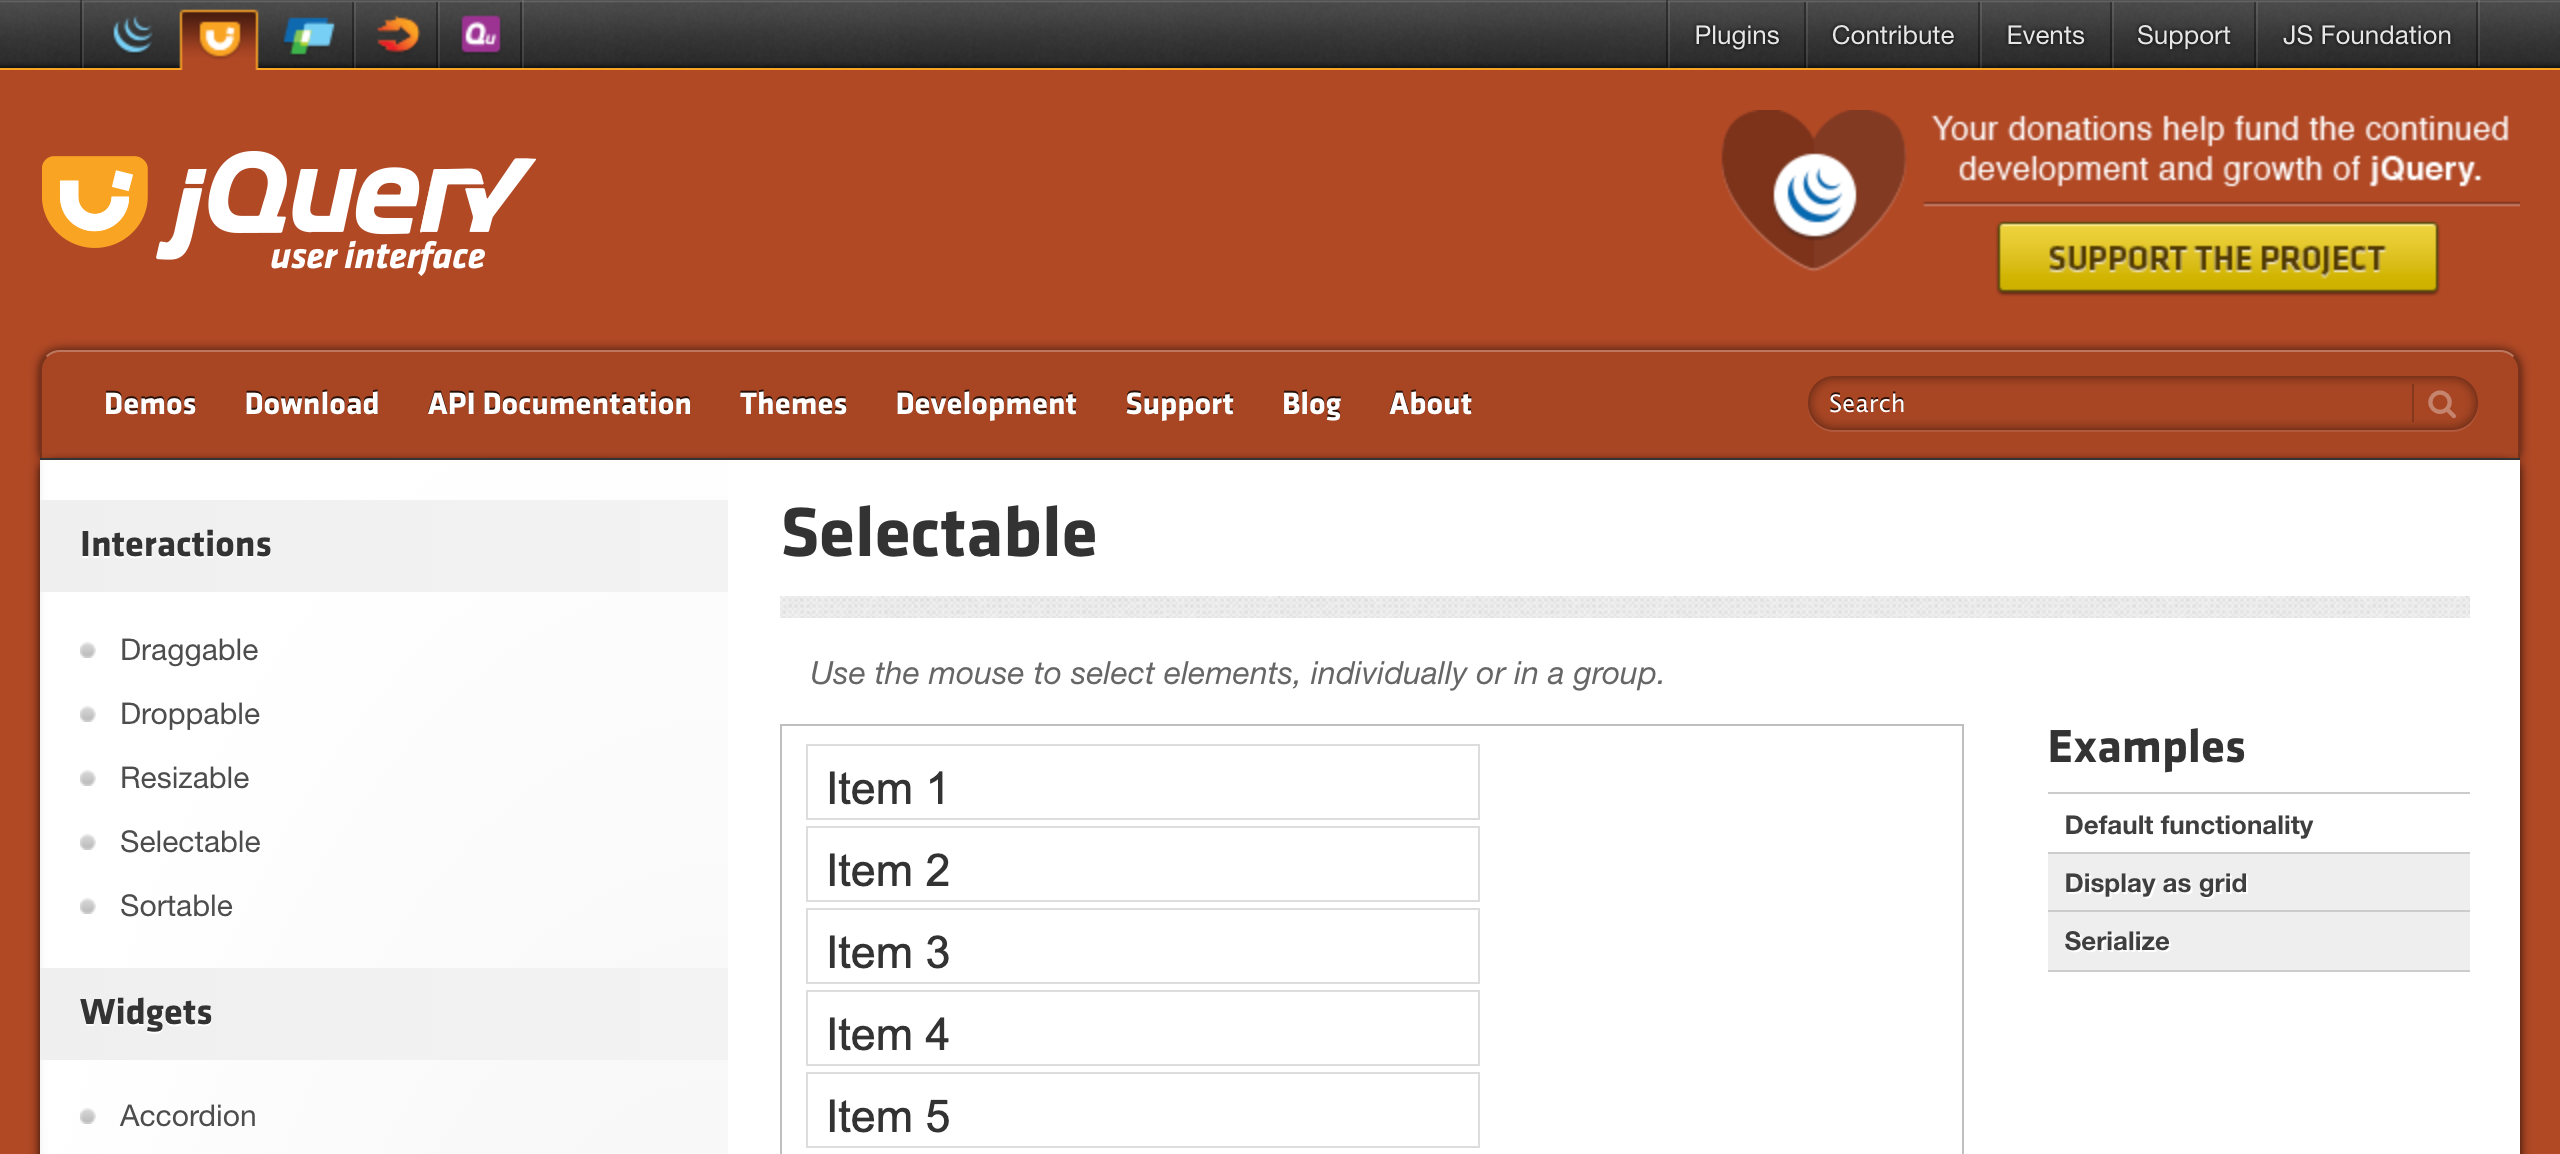 Qu
Plugins
Contribute
Events
Support
JS Foundation
jQuery
user interface
Your donations help fund the continued
development and growth of jQuery.
SUPPORT THE PROJECT
Demos
Download
API Documentation
Themes
Development
Support
Blog
About
Search
Interactions
Draggable
Droppable
Resizable
Selectable
Sortable
Widgets
Accordion
Selectable
Use the mouse to select elements, individually or in a group.
Item 1
Item 2
Item 3
Item 4
Item 5
Examples
Default functionality
Display as grid
Serialize